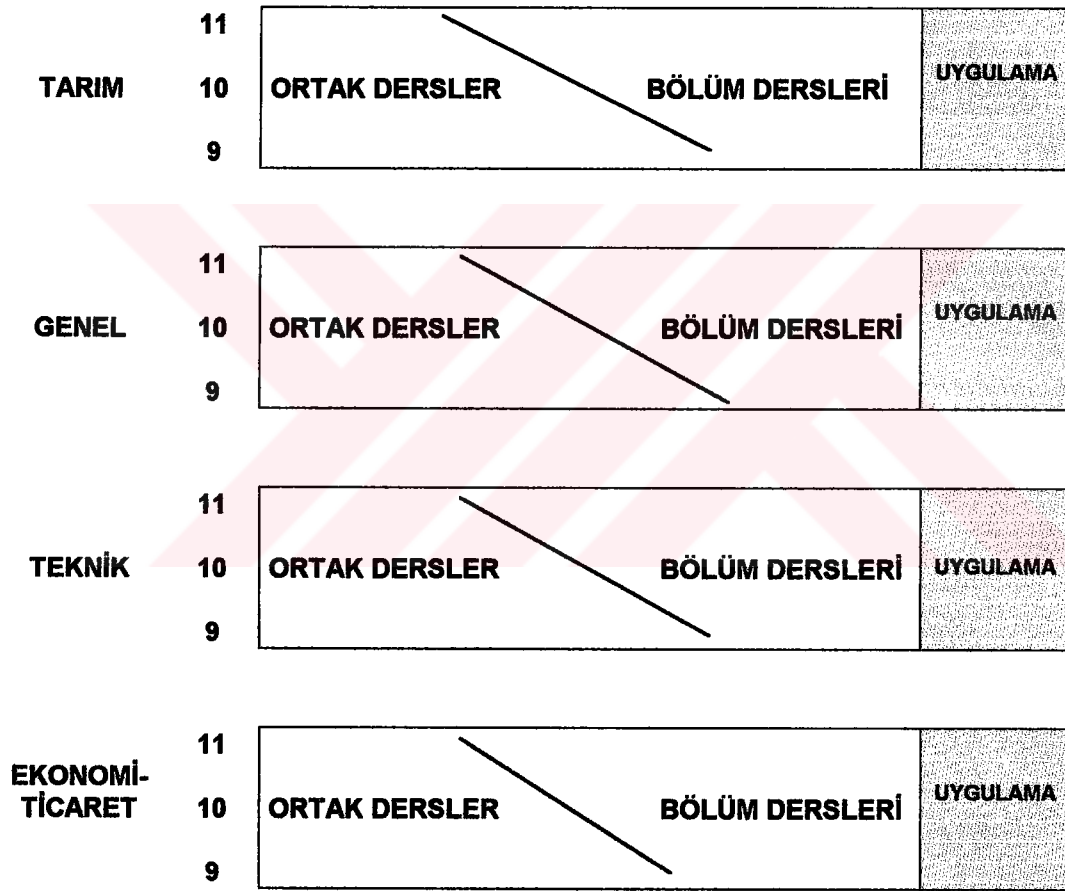 11
TARIM 10 ORTAK DERSLER BÖLÜM DERSLERİ UYGULAMA
9
11
GENEL 10 ORTAK DERSLER BÖLÜM DERSLERİ UYGULAMA
9
11
TEKNİK 10 ORTAK DERSLER BÖLÜM DERSLERİ UYGULAMA
9
11
EKONOMİ-
TİCARET 10 ORTAK DERSLER BÖLÜM DERSLERİ UYGULAMA
9